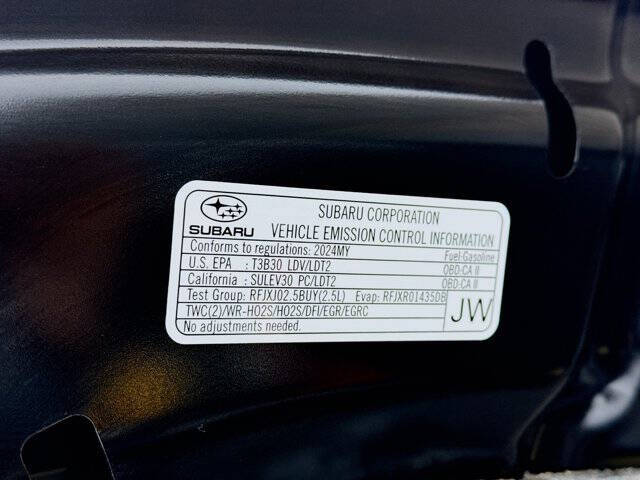 SUBARU
SUBARU CORPORATION
VEHICLE EMISSION CONTROL INFORMATION
Conforms to regulations: 2024MY Fuel-Gasoline
U.S. EPA : T3B30 LDV/LDT2 OBD-CA II
California : SULEV30 PC/LDT2 OBD-CA II
Test Group: RFJXJ02.5BUY(2.5L) Evap: RFJXR01435DB
TWC(2)/WR-HO2S/HO2S/DFI/EGR/EGRC
No adjustments needed.
JW